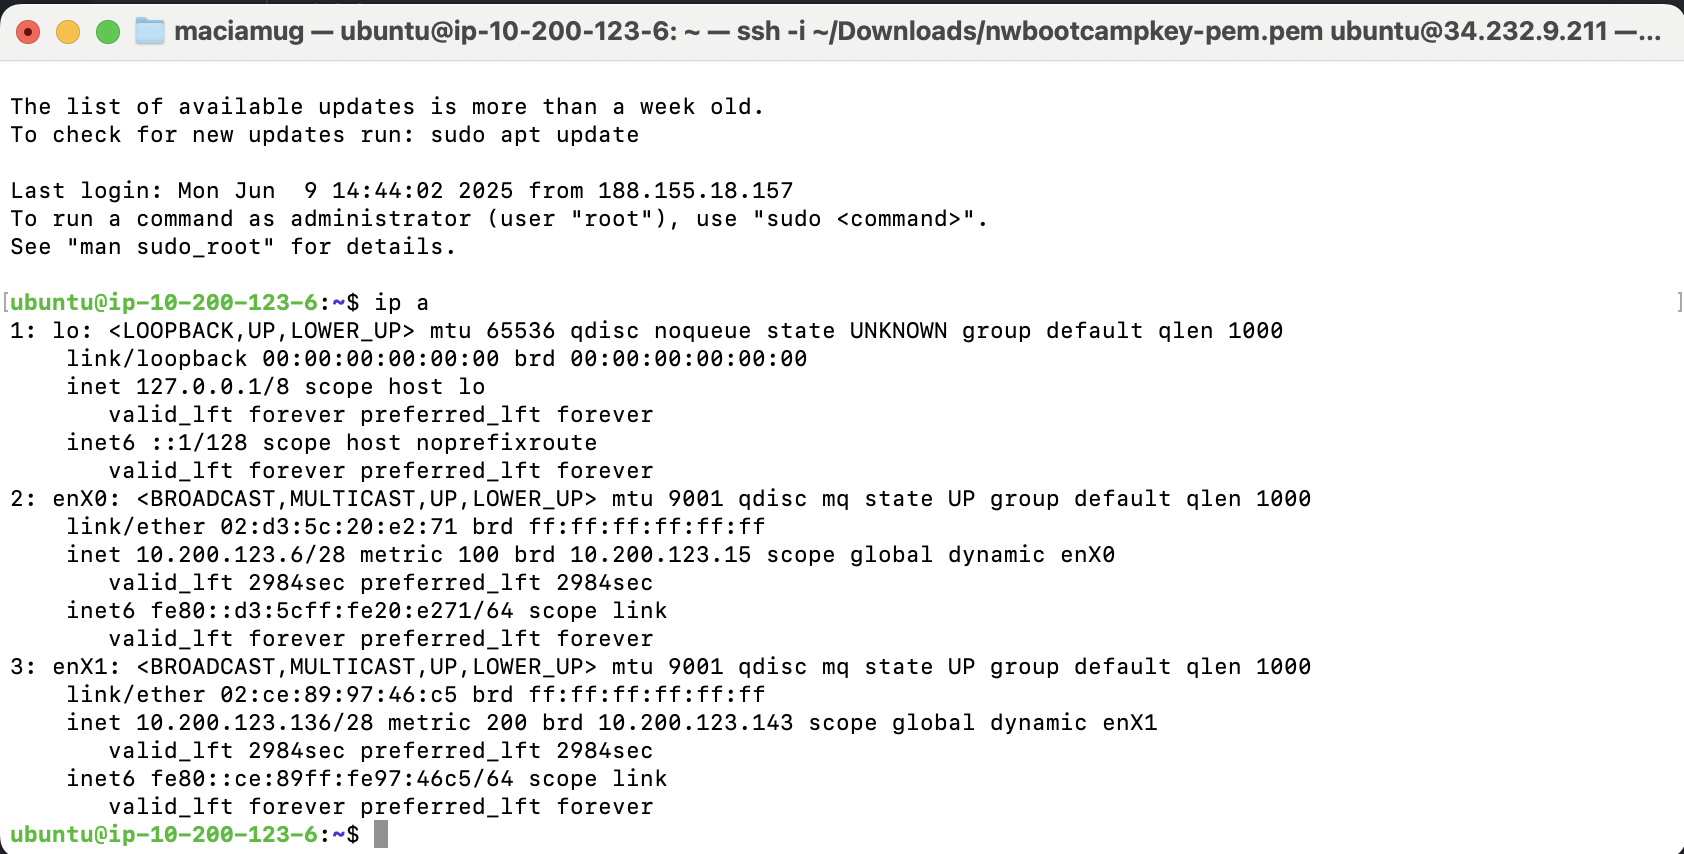 maciamug — ubuntu@ip-10-200-123-6: ~ — ssh -i ~/Downloads/nwbootcampkey-pem.pem ubuntu@34.232.9.211 —...
The list of available updates is more than a week old.
To check for new updates run: sudo apt update
Last login: Mon Jun  9 14:44:02 2025 from 188.155.18.157
To run a command as administrator (user "root"), use "sudo <command>".
See "man sudo_root" for details.
[ubuntu@ip-10-200-123-6:~$ ip a ]
1: lo: <LOOPBACK,UP,LOWER_UP> mtu 65536 qdisc noqueue state UNKNOWN group default qlen 1000
    link/loopback 00:00:00:00:00:00 brd 00:00:00:00:00:00
    inet 127.0.0.1/8 scope host lo
       valid_lft forever preferred_lft forever
    inet6 ::1/128 scope host noprefixroute
       valid_lft forever preferred_lft forever
2: enX0: <BROADCAST,MULTICAST,UP,LOWER_UP> mtu 9001 qdisc mq state UP group default qlen 1000
    link/ether 02:d3:5c:20:e2:71 brd ff:ff:ff:ff:ff:ff
    inet 10.200.123.6/28 metric 100 brd 10.200.123.15 scope global dynamic enX0
       valid_lft 2984sec preferred_lft 2984sec
    inet6 fe80::d3:5cff:fe20:e271/64 scope link
       valid_lft forever preferred_lft forever
3: enX1: <BROADCAST,MULTICAST,UP,LOWER_UP> mtu 9001 qdisc mq state UP group default qlen 1000
    link/ether 02:ce:89:97:46:c5 brd ff:ff:ff:ff:ff:ff
    inet 10.200.123.136/28 metric 200 brd 10.200.123.143 scope global dynamic enX1
       valid_lft 2984sec preferred_lft 2984sec
    inet6 fe80::ce:89ff:fe97:46c5/64 scope link
       valid_lft forever preferred_lft forever
ubuntu@ip-10-200-123-6:~$